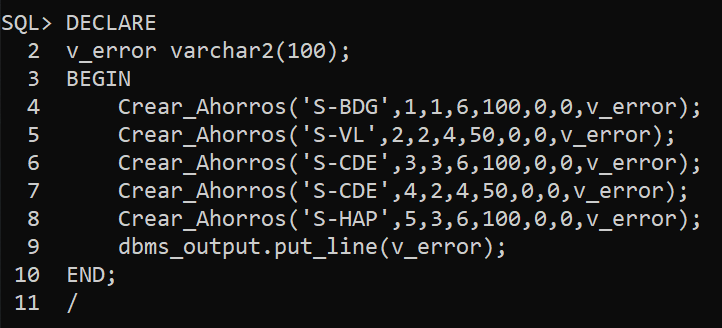 SQL> DECLARE
  2  v_error varchar2(100);
  3  BEGIN
  4      Crear_Ahorros('S-BDG',1,1,6,100,0,0,v_error);
  5      Crear_Ahorros('S-VL',2,2,4,50,0,0,v_error);
  6      Crear_Ahorros('S-CDE',3,3,6,100,0,0,v_error);
  7      Crear_Ahorros('S-CDE',4,2,4,50,0,0,v_error);
  8      Crear_Ahorros('S-HAP',5,3,6,100,0,0,v_error);
  9      dbms_output.put_line(v_error);
 10  END;
 11  /